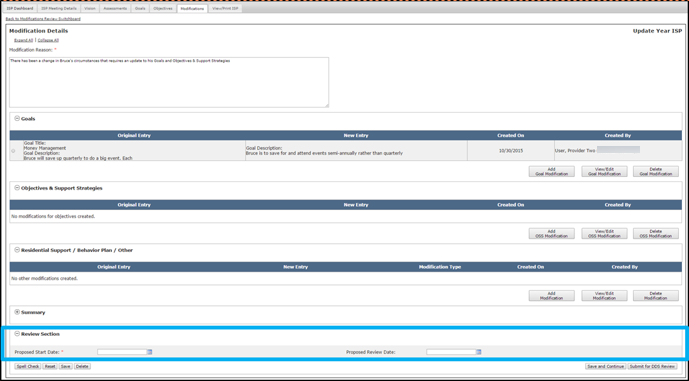 ISP Dashboard ISP Meeting Details Vision Assessments Goals Objectives Modifications View/Print ISP
Back to Modifications Review Switchboard
Modification Details Update Year ISP
Expand All Collapse All
Modification Reason: *
There has been a change in Bruce's circumstances that requires an update to his Goals and Objectives & Support Strategies
Goals
Original Entry New Entry Created On Created By
Goal Title:
Money Management Goal Description:
Goal Description: Bruce is to save for and attend events semi-annually rather than quarterly 10/30/2015 User, Provider Two
Bruce will save up quarterly to do a big event. Each
Add Goal Modification View/Edit Goal Modification Delete Goal Modification
Objectives & Support Strategies
Original Entry New Entry Created On Created By
No modifications for objectives created.
Add OSS Modification View/Edit OSS Modification Delete OSS Modification
Residential Support / Behavior Plan / Other
Original Entry New Entry Modification Type Created On Created By
No other modifications created.
Add Modification View/Edit Modification Delete Modification
Summary
Review Section
Proposed Start Date: * Proposed Review Date:
Spell Check Reset Save Delete Save and Continue Submit for DDS Review